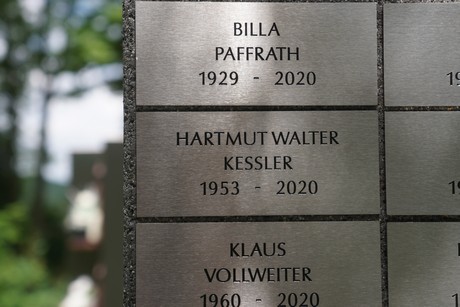 BILLA
PAFFRATH
1929 - 2020
HARTMUT WALTER
KESSLER
1953 - 2020
KLAUS
VOLLWEITER
1960 - 2020